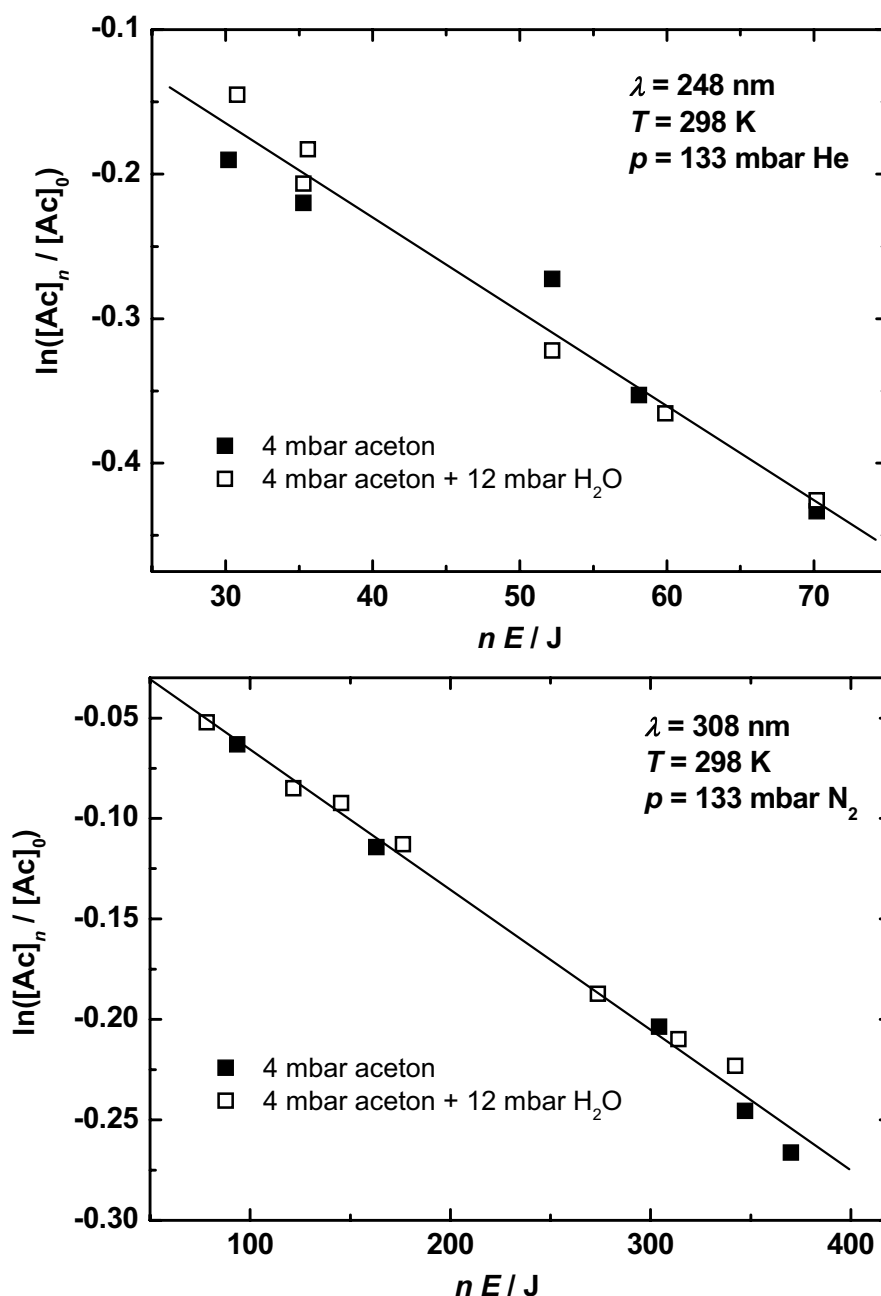 -0.1
-0.2
-0.3
-0.4
ln([Ac]n / [Ac]0)
λ = 248 nm
T = 298 K
p = 133 mbar He
4 mbar aceton
4 mbar aceton + 12 mbar H2O
30 40 50 60 70
n E / J
-0.05
-0.10
-0.15
-0.20
-0.25
-0.30
ln([Ac]n / [Ac]0)
λ = 308 nm
T = 298 K
p = 133 mbar N2
4 mbar aceton
4 mbar aceton + 12 mbar H2O
100 200 300 400
n E / J